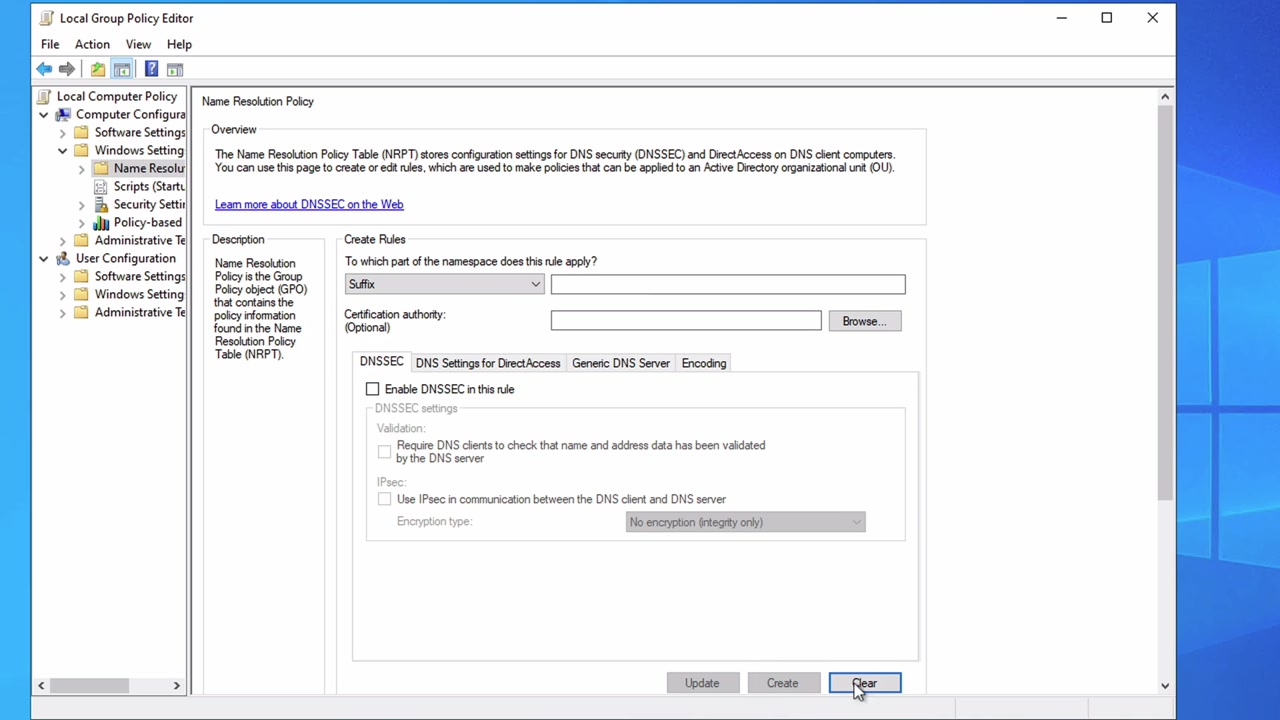 Local Group Policy Editor
File Action View Help
Local Computer Policy
Computer Configura
Software Settings
Windows Setting
Name Resolu
Scripts (Startu
Security Settin
Policy-based
Administrative Te
User Configuration
Software Settings
Windows Setting
Administrative Te
Name Resolution Policy
Overview
The Name Resolution Policy Table (NRPT) stores configuration settings for DNS security (DNSSEC) and DirectAccess on DNS client computers.
You can use this page to create or edit rules, which are used to make policies that can be applied to an Active Directory organizational unit (OU).
Learn more about DNSSEC on the Web
Description
Name Resolution
Policy is the Group
Policy object (GPO)
that contains the
policy information
found in the Name
Resolution Policy
Table (NRPT).
Create Rules
To which part of the namespace does this rule apply?
Suffix
Certification authority:
(Optional)
Browse...
DNSSEC DNS Settings for DirectAccess Generic DNS Server Encoding
Enable DNSSEC in this rule
DNSSEC settings
Validation:
Require DNS clients to check that name and address data has been validated
by the DNS server
IPsec:
Use IPsec in communication between the DNS client and DNS server
Encryption type: No encryption (integrity only)
Update Create Clear